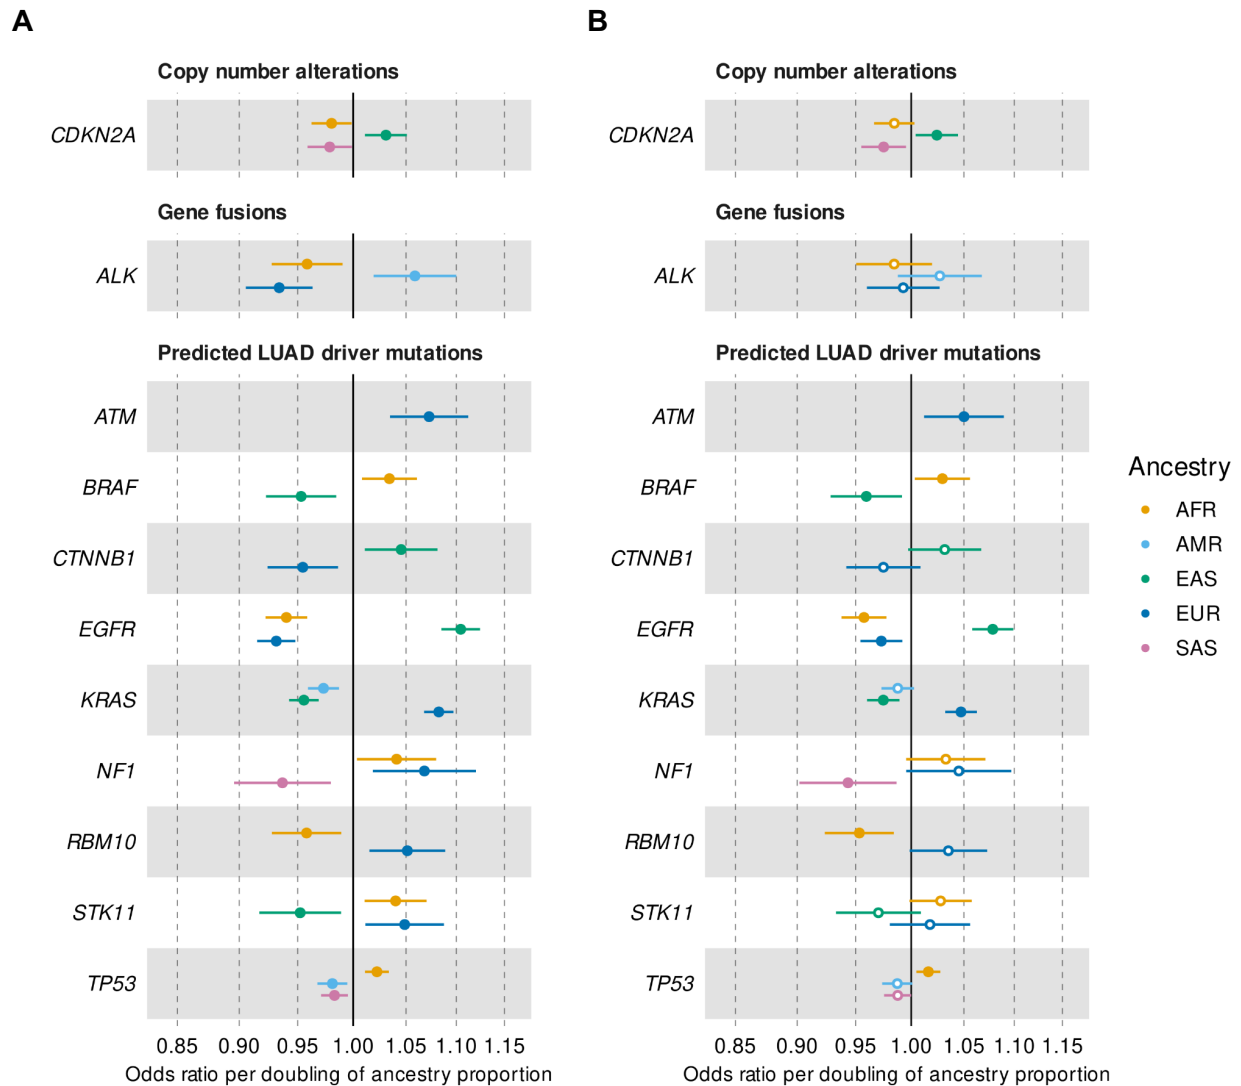 A
Copy number alterations
CDKN2A
Gene fusions
ALK
Predicted LUAD driver mutations
ATM
BRAF
CTNNB1
EGFR
KRAS
NF1
RBM10
STK11
TP53
0.85 0.90 0.95 1.00 1.05 1.10 1.15
Odds ratio per doubling of ancestry proportion
B
Copy number alterations
CDKN2A
Gene fusions
ALK
Predicted LUAD driver mutations
ATM
BRAF
CTNNB1
EGFR
KRAS
NF1
RBM10
STK11
TP53
0.85 0.90 0.95 1.00 1.05 1.10 1.15
Odds ratio per doubling of ancestry proportion
Ancestry
AFR
AMR
EAS
EUR
SAS